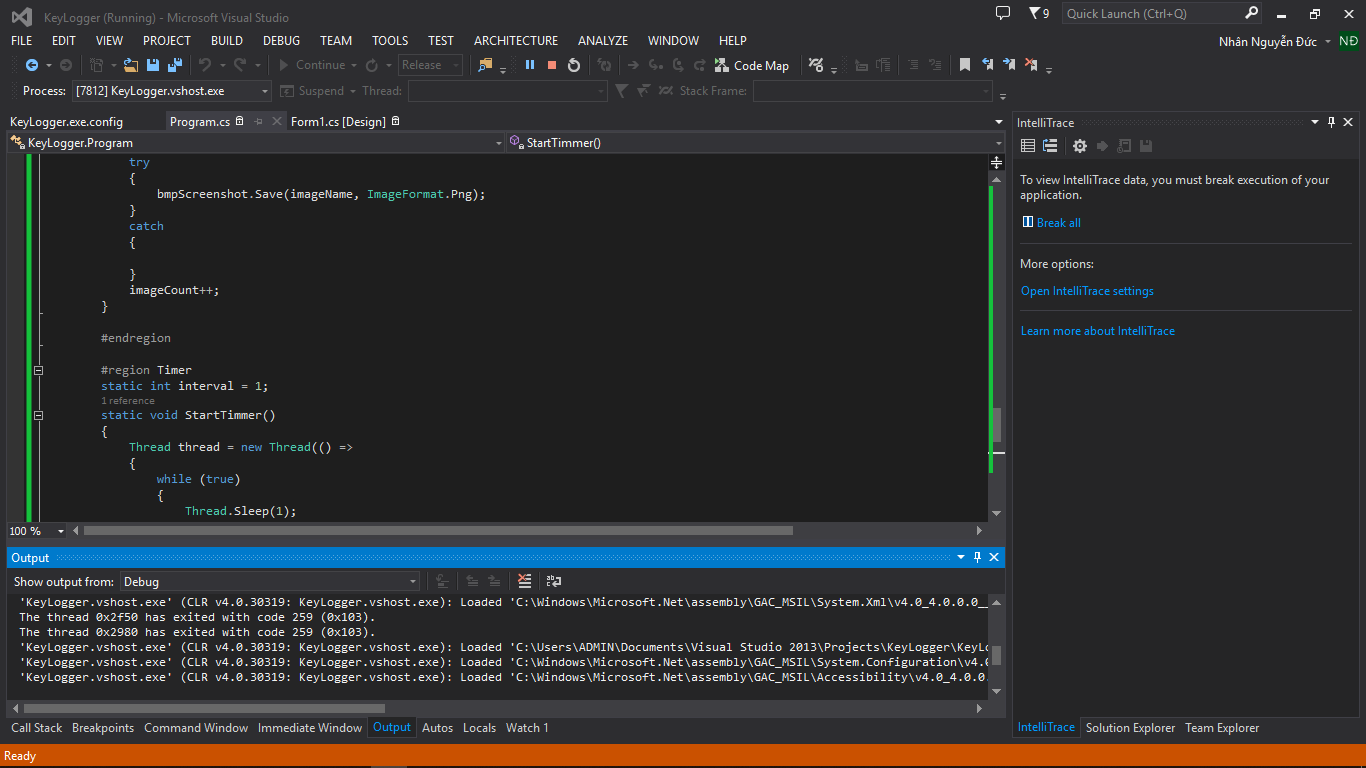 KeyLogger (Running) - Microsoft Visual Studio
9
Quick Launch (Ctrl+Q)
FILE EDIT VIEW PROJECT BUILD DEBUG TEAM TOOLS TEST ARCHITECTURE ANALYZE WINDOW HELP
Nhân Nguyễn Đức NĐ
Continue Release Code Map
Process: [7812] KeyLogger.vshost.exe Suspend Thread: Stack Frame:
KeyLogger.exe.config Program.cs Form1.cs [Design]
KeyLogger.Program StartTimmer()
try
{
bmpScreenshot.Save(imageName, ImageFormat.Png);
}
catch
{
}
imageCount++;
}
#endregion
#region Timer
static int interval = 1;
1 reference
static void StartTimmer()
{
Thread thread = new Thread(() =>
{
while (true)
{
Thread.Sleep(1);
100 %
IntelliTrace
To view IntelliTrace data, you must break execution of your
application.
Break all
More options:
Open IntelliTrace settings
Learn more about IntelliTrace
Output
Show output from: Debug
'KeyLogger.vshost.exe' (CLR v4.0.30319: KeyLogger.vshost.exe): Loaded 'C:\Windows\Microsoft.Net\assembly\GAC_MSIL\System.Xml\v4.0_4.0.0.0__
The thread 0x2f50 has exited with code 259 (0x103).
The thread 0x2980 has exited with code 259 (0x103).
'KeyLogger.vshost.exe' (CLR v4.0.30319: KeyLogger.vshost.exe): Loaded 'C:\Users\ADMIN\Documents\Visual Studio 2013\Projects\KeyLogger\KeyLo
'KeyLogger.vshost.exe' (CLR v4.0.30319: KeyLogger.vshost.exe): Loaded 'C:\Windows\Microsoft.Net\assembly\GAC_MSIL\System.Configuration\v4.0
'KeyLogger.vshost.exe' (CLR v4.0.30319: KeyLogger.vshost.exe): Loaded 'C:\Windows\Microsoft.Net\assembly\GAC_MSIL\Accessibility\v4.0_4.0.0.
Call Stack Breakpoints Command Window Immediate Window Output Autos Locals Watch 1
IntelliTrace Solution Explorer Team Explorer
Ready